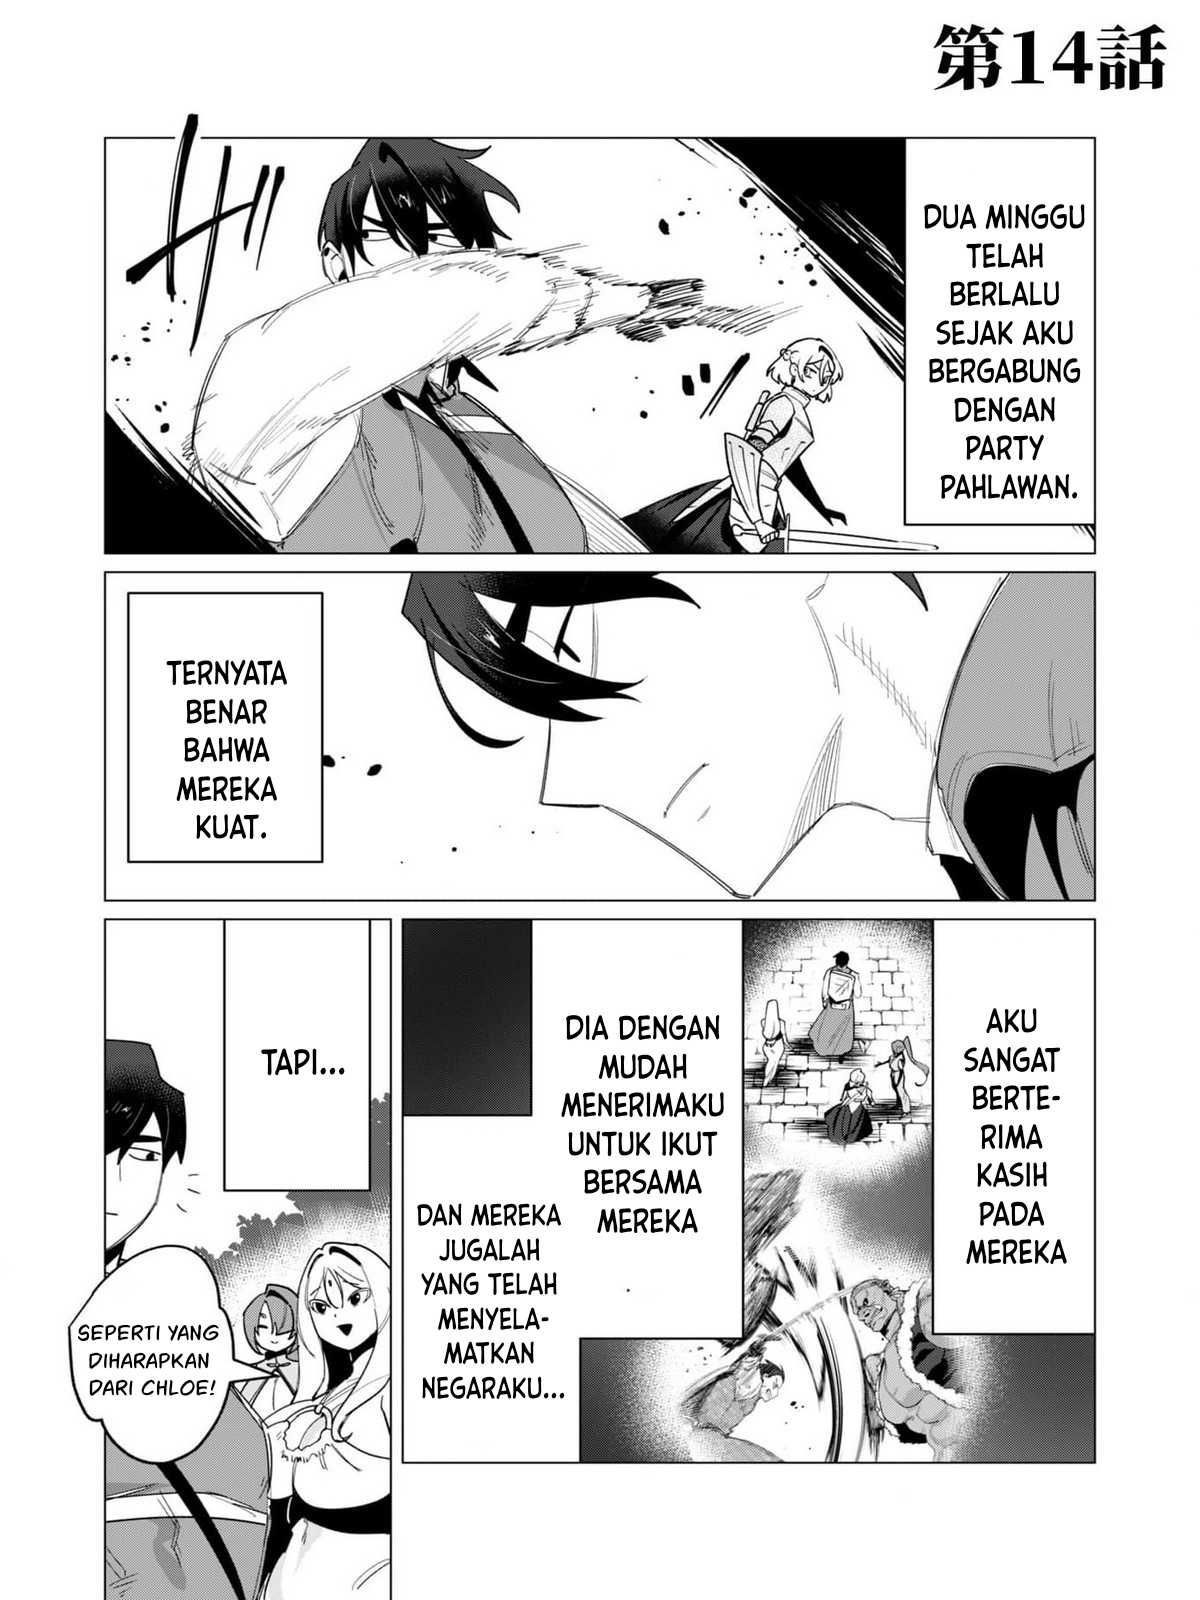 第14話
DUA MINGGU
TELAH
BERLALU
SEJAK AKU
BERGABUNG
DENGAN
PARTY
PAHLAWAN.
TERNYATA
BENAR
BAHWA
MEREKA
KUAT.
AKU
SANGAT
BERTE-
RIMA
KASIH
PADA
MEREKA
DIA DENGAN
MUDAH
MENERIMAKU
UNTUK IKUT
BERSAMA
MEREKA
DAN MEREKA
JUGALAH
YANG TELAH
MENYELA-
MATKAN
NEGARAKU...
TAPI...
SEPERTI YANG
DIHARAPKAN
DARI CHLOE!